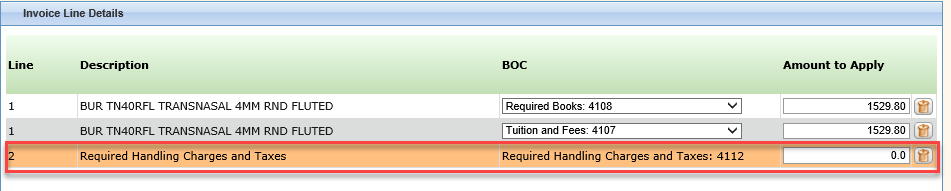 Invoice Line Details
Line Description BOC Amount to Apply
1 BUR TN40RFL TRANSNASAL 4MM RND FLUTED Required Books: 4108 1529.80
1 BUR TN40RFL TRANSNASAL 4MM RND FLUTED Tuition and Fees: 4107 1529.80
2 Required Handling Charges and Taxes Required Handling Charges and Taxes: 4112 0.0